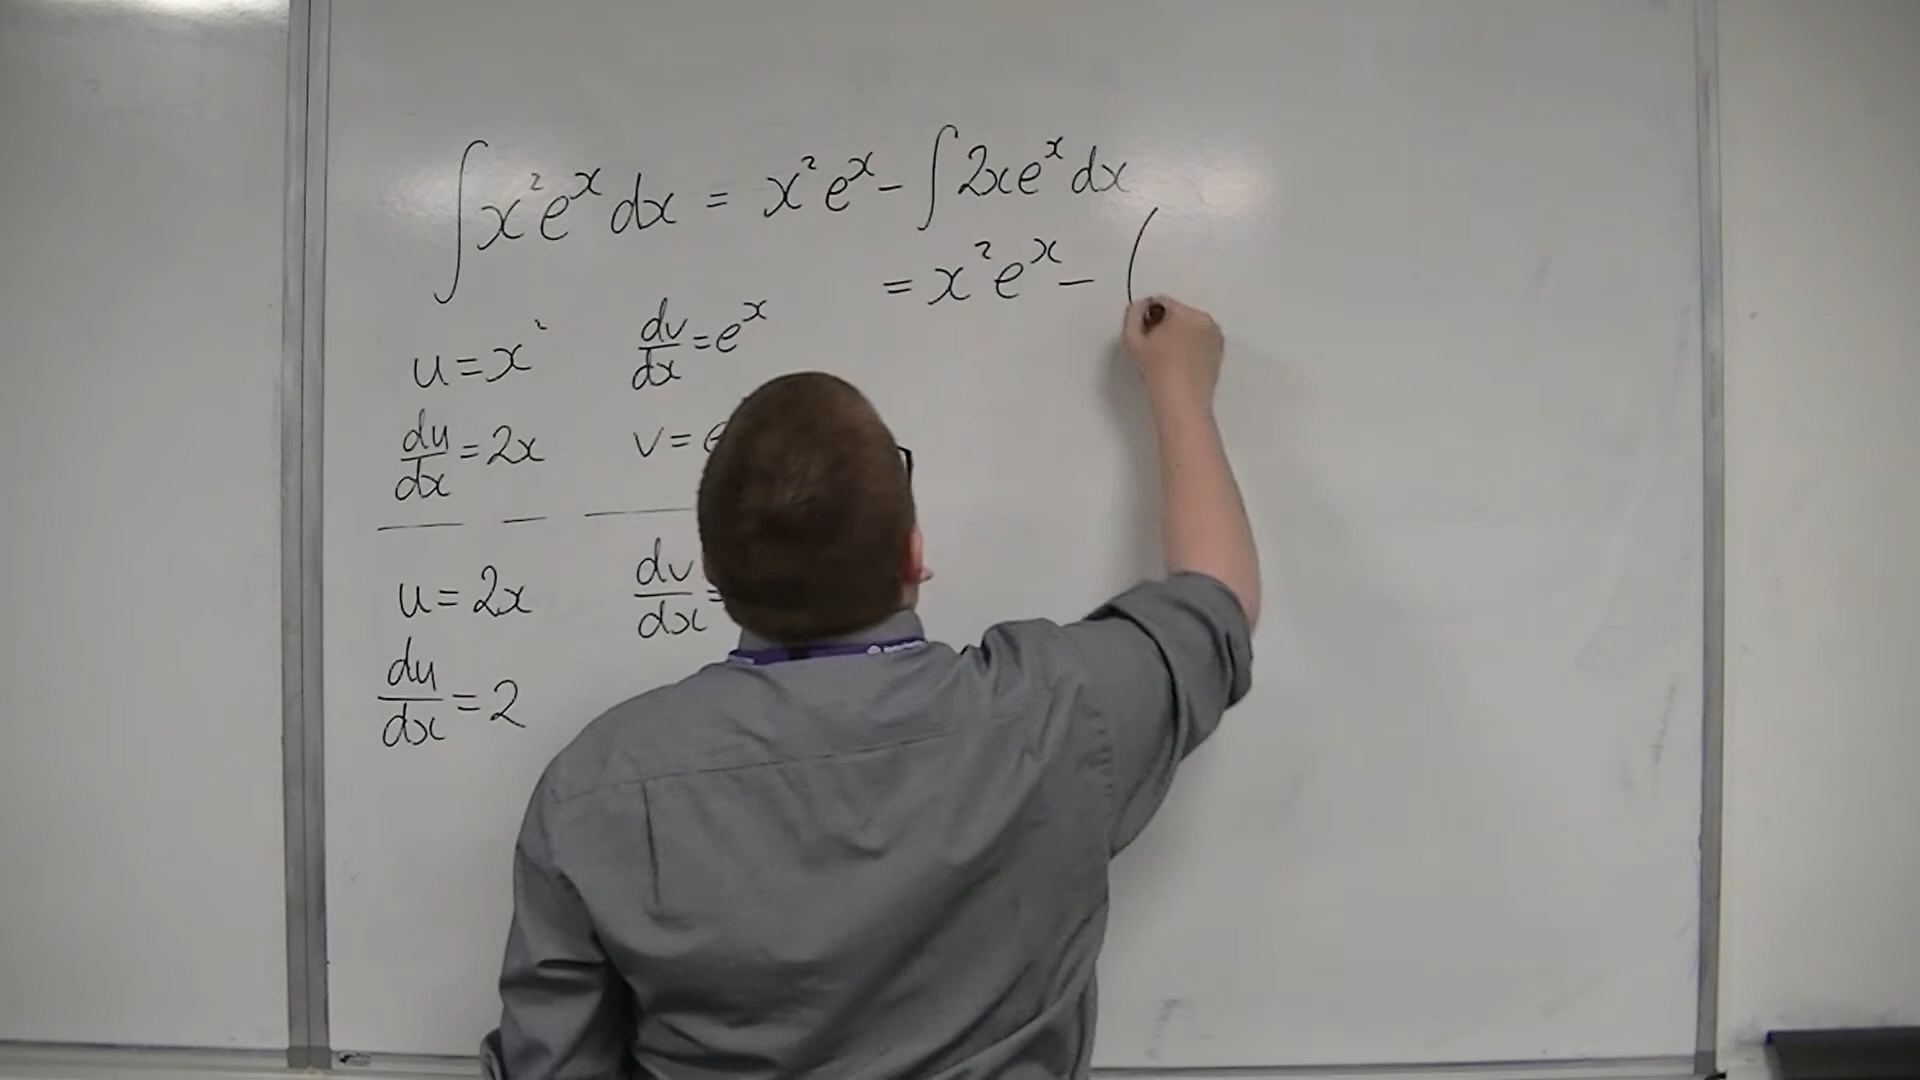 ∫x²eˣ dx = x²eˣ - ∫2xeˣ dx
= x²eˣ - (
u = x² dv/dx = eˣ
du/dx = 2x v = e
u = 2x dv/dx =
du/dx = 2